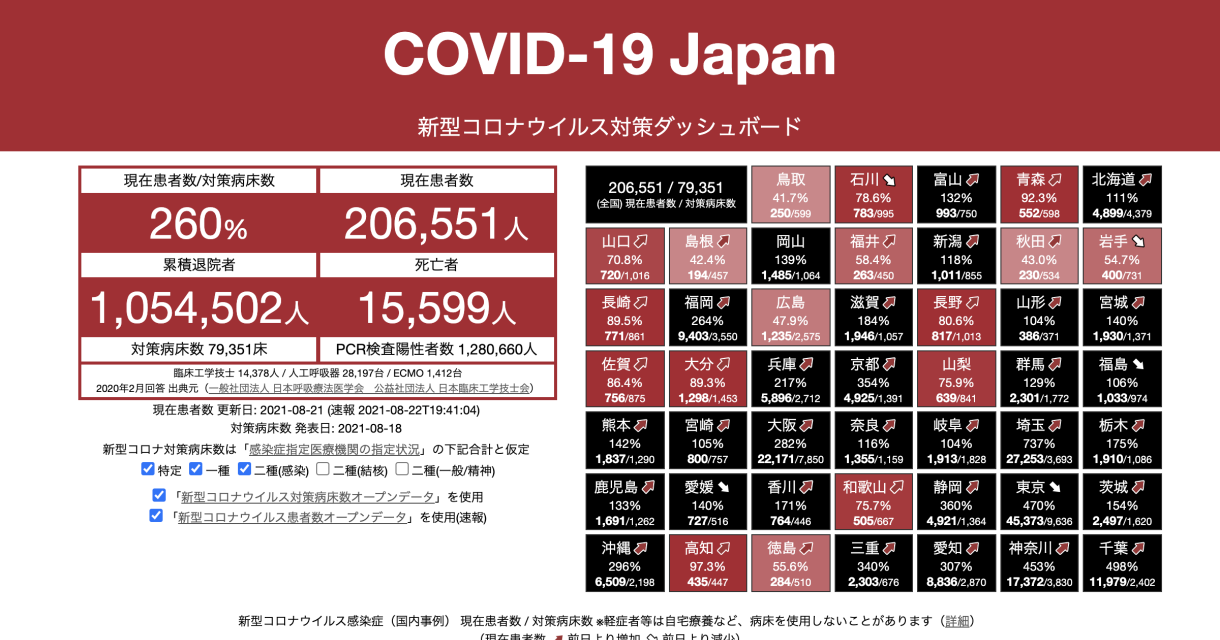 COVID-19 Japan
新型コロナウイルス対策ダッシュボード
現在患者数/対策病床数
現在患者数
260%
206,551人
累積退院者
死亡者
1,054,502人
15,599人
対策病床数 79,351床
PCR検査陽性者数 1,280,660人
臨床工学技士 14,378人 / 人工呼吸器 28,197台 / ECMO 1,412台
2020年2月回答 出典元（一般社団法人 日本呼吸療法医学会　公益社団法人 日本臨床工学技士会）
現在患者数 更新日: 2021-08-21 (速報 2021-08-22T19:41:04)
対策病床数 発表日: 2021-08-18
新型コロナ対策病床数は「感染症指定医療機関の指定状況」の下記合計と仮定
特定 一種 二種(感染) 二種(結核) 二種(一般/精神)
「新型コロナウイルス対策病床数オープンデータ」を使用
「新型コロナウイルス患者数オープンデータ」を使用(速報)
206,551 / 79,351
(全国) 現在患者数 / 対策病床数
鳥取
41.7%
250/599
石川
78.6%
783/995
富山
132%
993/750
青森
92.3%
552/598
北海道
111%
4,899/4,379
山口
70.8%
720/1,016
島根
42.4%
194/457
岡山
139%
1,485/1,064
福井
58.4%
263/450
新潟
118%
1,011/855
秋田
43.0%
230/534
岩手
54.7%
400/731
長崎
89.5%
771/861
福岡
264%
9,403/3,550
広島
47.9%
1,235/2,575
滋賀
184%
1,946/1,057
長野
80.6%
817/1,013
山形
104%
386/371
宮城
140%
1,930/1,371
佐賀
86.4%
756/875
大分
89.3%
1,298/1,453
兵庫
217%
5,896/2,712
京都
354%
4,925/1,391
山梨
75.9%
639/841
群馬
129%
2,301/1,772
福島
106%
1,033/974
熊本
142%
1,837/1,290
宮崎
105%
800/757
大阪
282%
22,171/7,850
奈良
116%
1,355/1,159
岐阜
104%
1,913/1,828
埼玉
737%
27,253/3,693
栃木
175%
1,910/1,086
鹿児島
133%
1,691/1,262
愛媛
140%
727/516
香川
171%
764/446
和歌山
75.7%
505/667
静岡
360%
4,921/1,364
東京
470%
45,373/9,636
茨城
154%
2,497/1,620
沖縄
296%
6,509/2,198
高知
97.3%
435/447
徳島
55.6%
284/510
三重
340%
2,303/676
愛知
307%
8,836/2,870
神奈川
453%
17,372/3,830
千葉
498%
11,979/2,402
新型コロナウイルス感染症（国内事例） 現在患者数 / 対策病床数 ※軽症者等は自宅療養など、病床を使用しないことがあります（詳細）
（現在患者数 前日より増加 前日より減少）